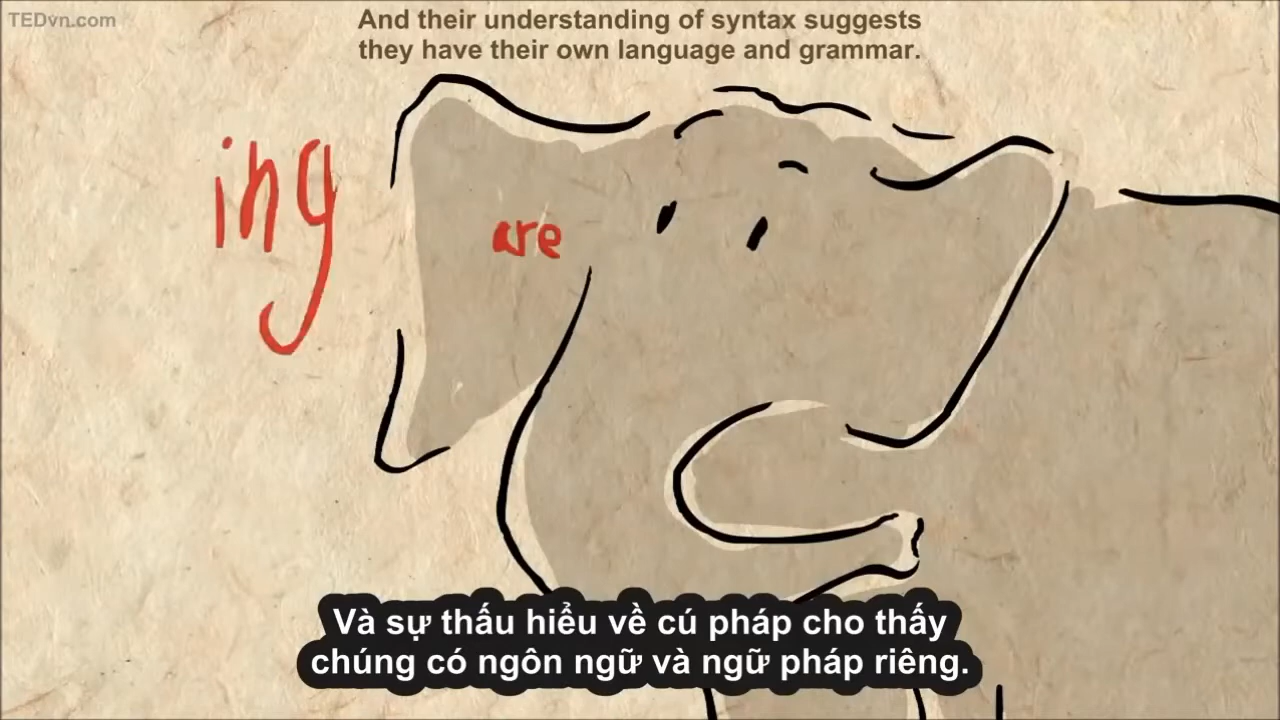 TEDvn.com
And their understanding of syntax suggests
they have their own language and grammar.
ing
are
Và sự thấu hiểu về cú pháp cho thấy
chúng có ngôn ngữ và ngữ pháp riêng.